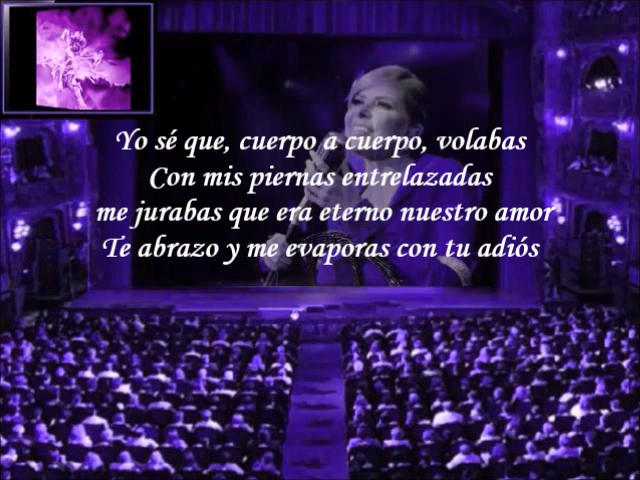 Yo sé que, cuerpo a cuerpo, volabas
Con mis piernas entrelazadas
me jurabas que era eterno nuestro amor
Te abrazo y me evaporas con tu adiós